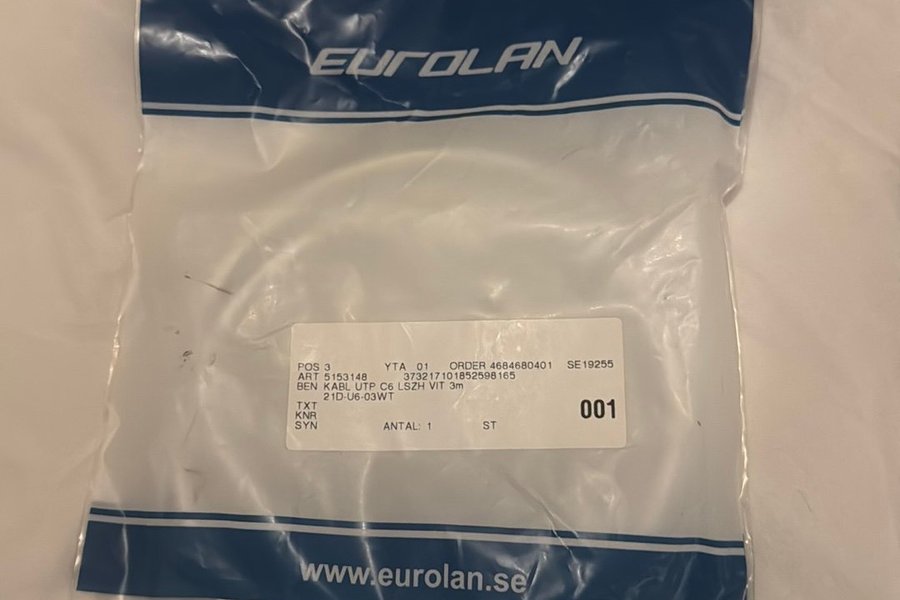 EUROLAN
POS 3 YTA 01 ORDER 4684680401 SE19255
ART 5153148 373217101852598165
BEN KABL UTP C6 LSZH VIT 3m
21D-U6-03WT
TXT
KNR
001
SYN ANTAL: 1 ST
www.eurolan.se